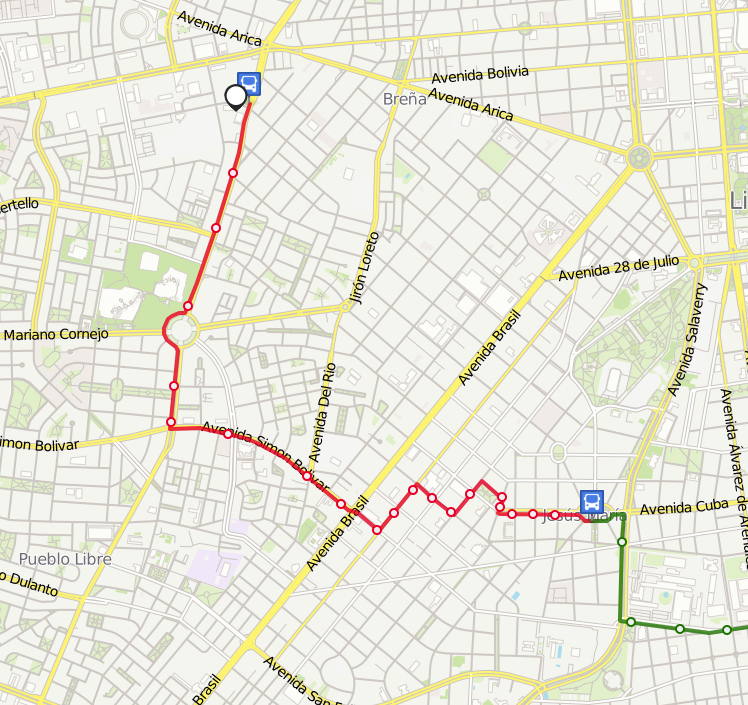 Avenida Arica
Avenida Bolivia
Breña
Avenida Arica
ertello
Li
Jirón Loreto
Avenida 28 de Julio
Avenida Salaverry
Mariano Cornejo
Avenida Brasil
Avenida Del Rio
Avenida Álvarez de Arenales
imon Bolivar
Avenida Simon Bolivar
Avenida Brasil
Jesús María
Avenida Cuba
Pueblo Libre
o Dulanto
Avenida San
Brasil